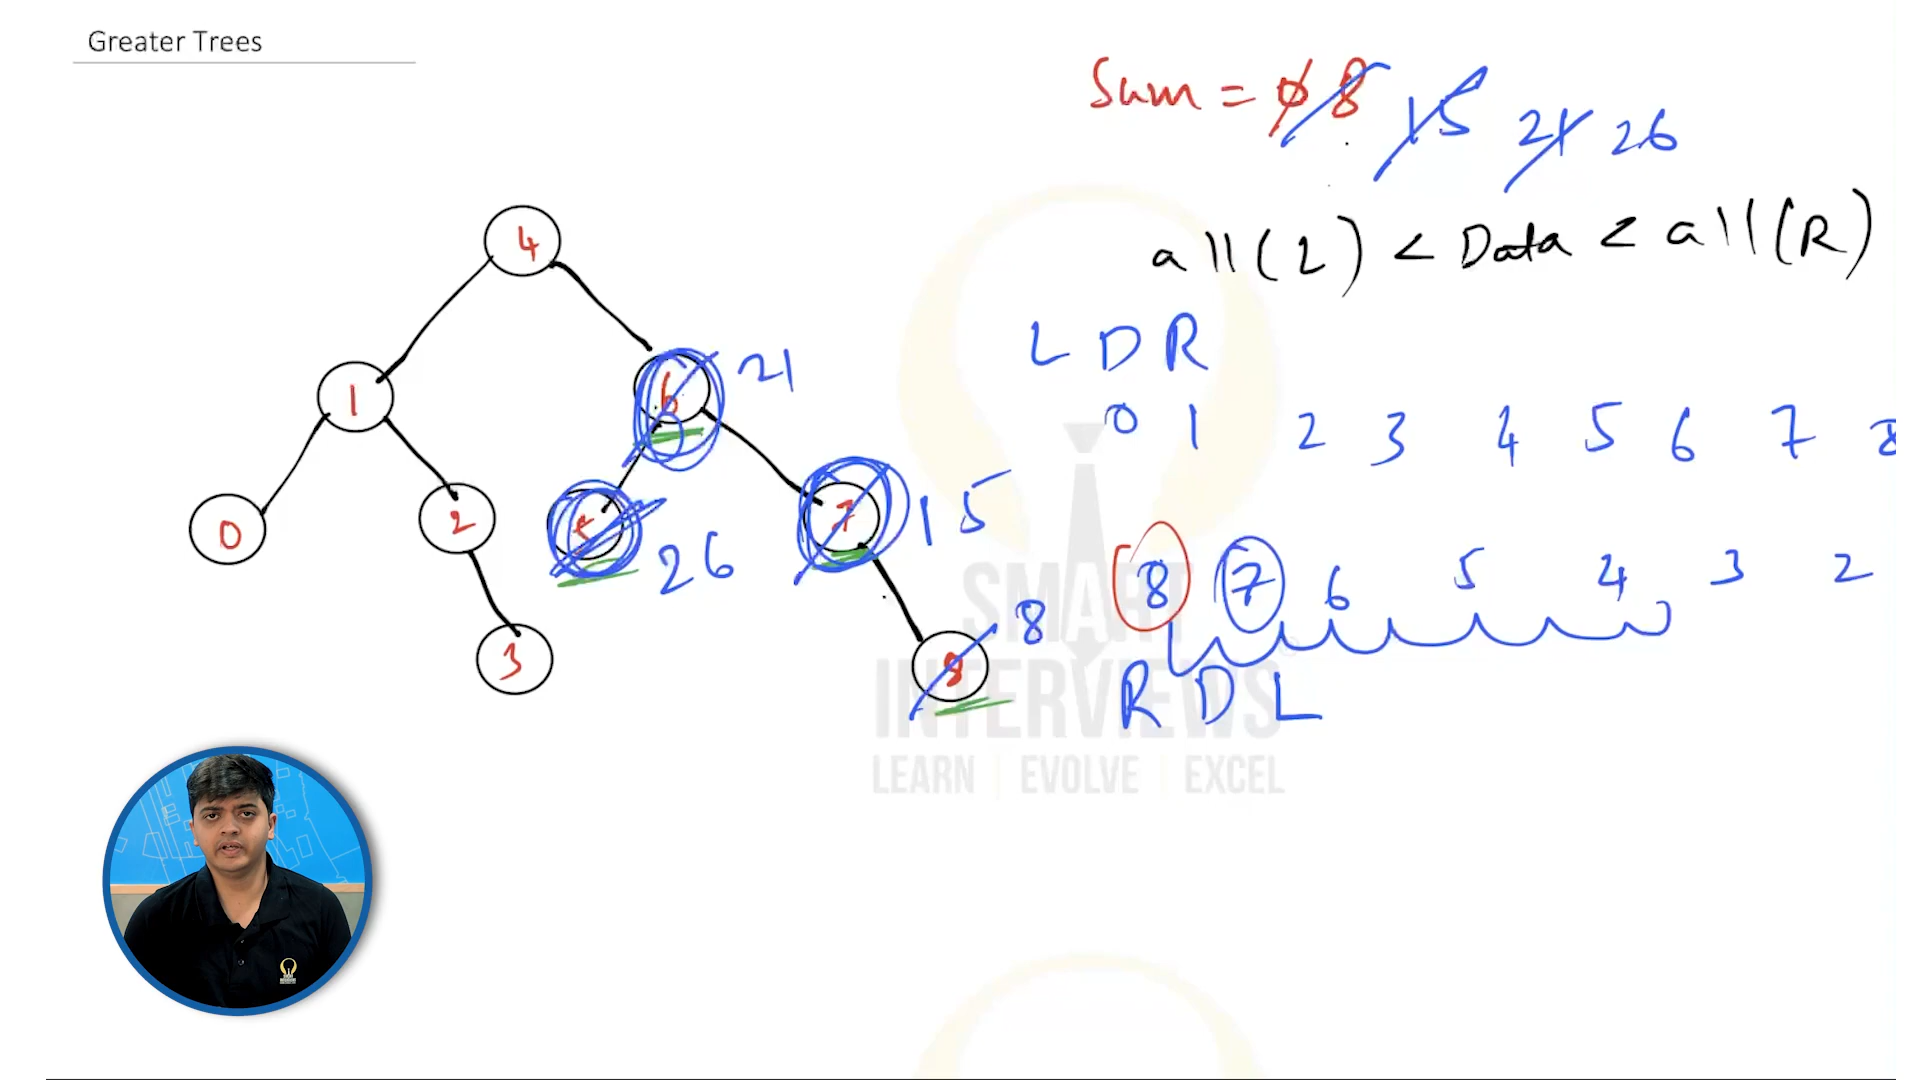 Greater Trees
Sum = 0 8 15 21 26
all(L) < Data < all(R)
L D R
0 1 2 3 4 5 6 7 8
4
1 6 21
0 2 5 26 7 15
3 8 8
8 7 6 5 4 3 2
R D L
SMART
INTERVIEWS
LEARN | EVOLVE | EXCEL